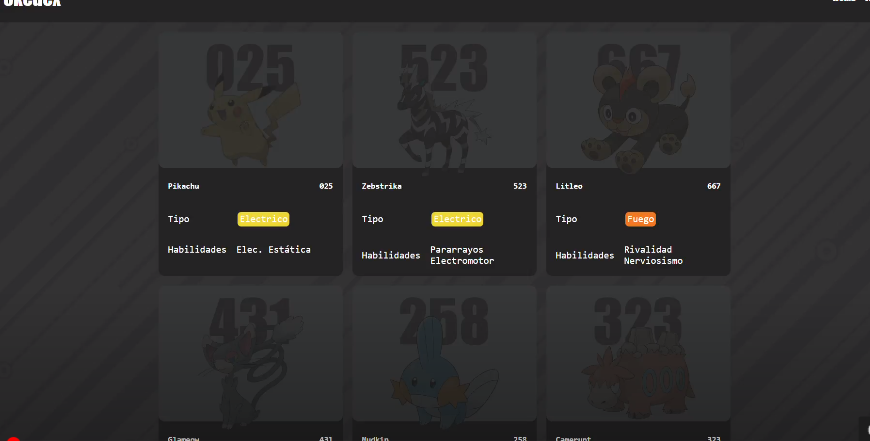 025 523 667
Pikachu 025 Zebstrika 523 Litleo 667
Tipo Electrico Tipo Electrico Tipo Fuego
Habilidades Elec. Estática Habilidades Pararrayos Electromotor Habilidades Rivalidad Nerviosismo
431 258 323
Glameow 431 Mudkip 258 Camerupt 323